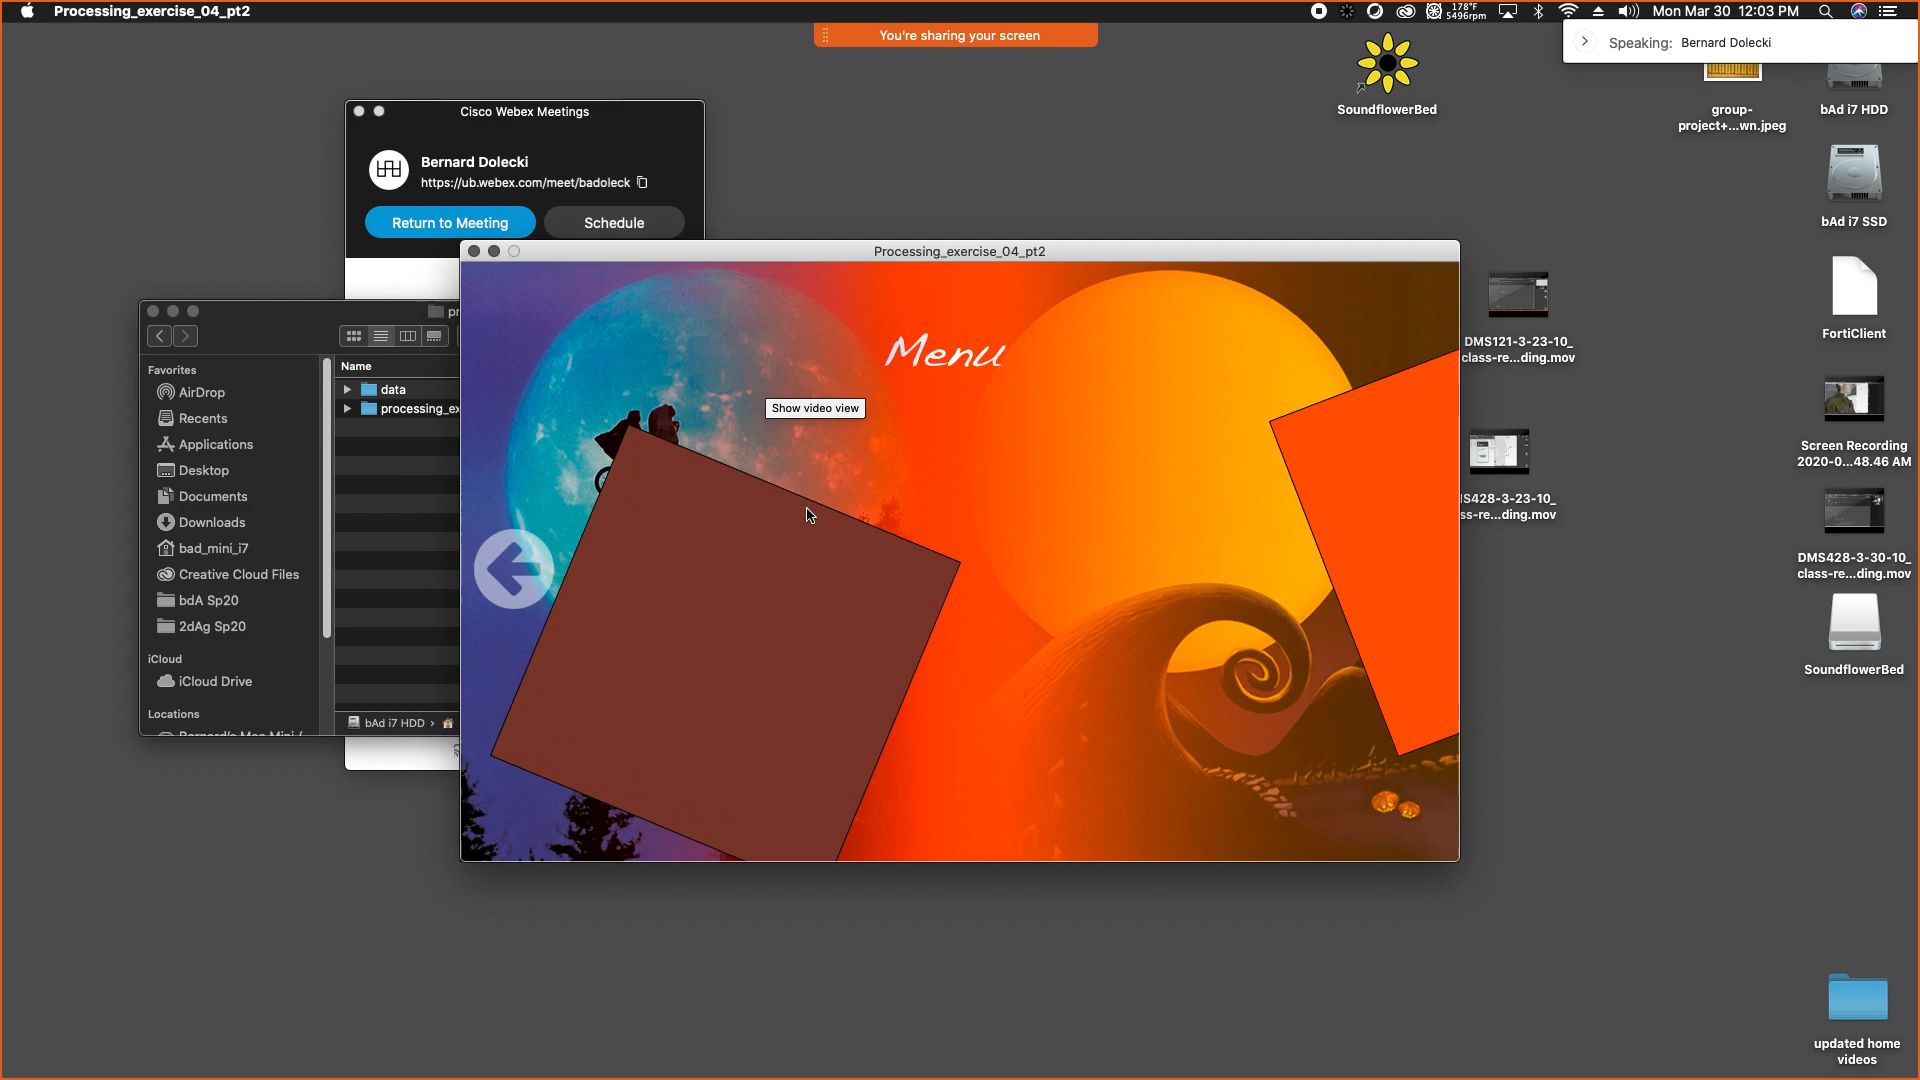 Processing_exercise_04_pt2
178°F
5496rpm
Mon Mar 30 12:03 PM
You're sharing your screen
Speaking: Bernard Dolecki
SoundflowerBed
group-
project+...wn.jpeg
bAd i7 HDD
Cisco Webex Meetings
Bernard Dolecki
https://ub.webex.com/meet/badoleck
Return to Meeting
Schedule
bAd i7 SSD
Processing_exercise_04_pt2
Menu
Show video view
Name
data
processing_ex
Favorites
AirDrop
Recents
Applications
Desktop
Documents
Downloads
bad_mini_i7
Creative Cloud Files
bdA Sp20
2dAg Sp20
iCloud
iCloud Drive
Locations
bAd i7 HDD
FortiClient
DMS121-3-23-10_
class-re...ding.mov
Screen Recording
2020-0...48.46 AM
S428-3-23-10_
ss-re...ding.mov
DMS428-3-30-10_
class-re...ding.mov
SoundflowerBed
updated home
videos